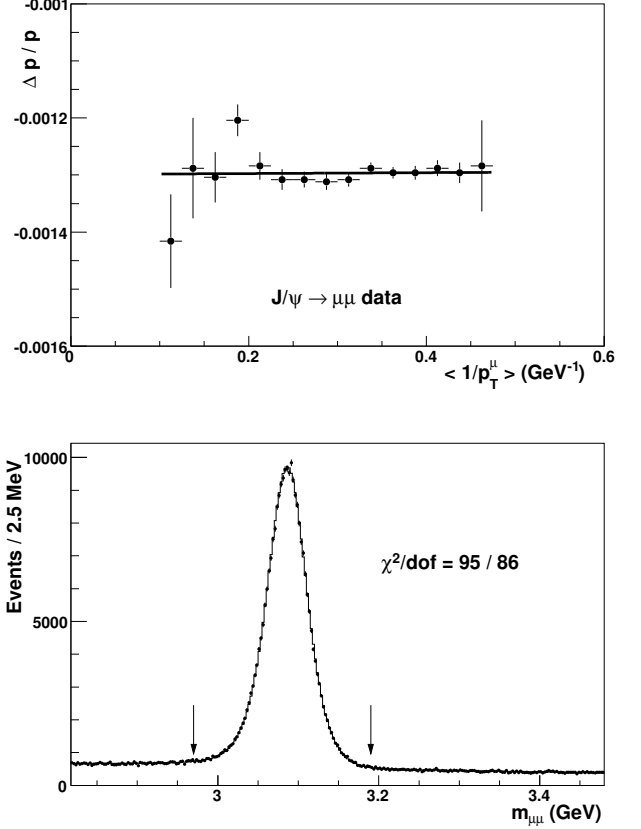 -0.001
Δ p / p
-0.0012
-0.0014
-0.0016
J/ψ → μμ data
0 0.2 0.4 0.6
< 1/p_T^μ > (GeV⁻¹)
10000
Events / 2.5 MeV
χ²/dof = 95 / 86
5000
0
3 3.2 3.4
m_μμ (GeV)